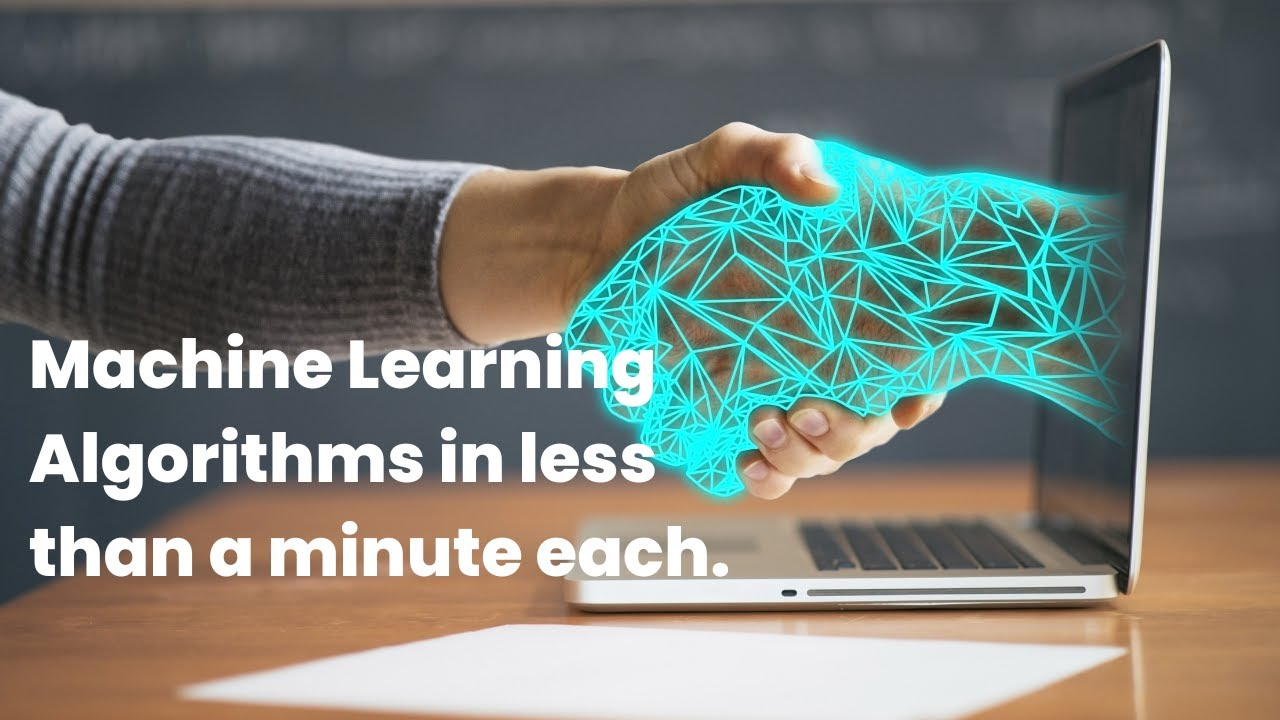 Machine Learning
Algorithms in less
than a minute each.